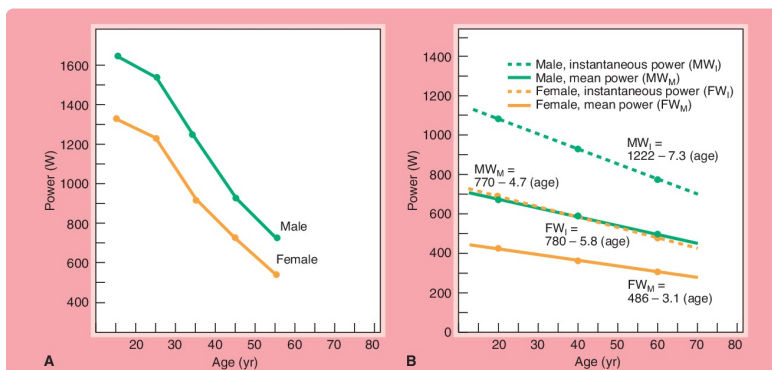 1600
1400
1200
1000
800
600
400
Power (W)
20
30
40
50
60
70
80
Age (yr)
Male
Female
A
1400
1200
1000
800
600
400
200
0
Power (W)
Male, instantaneous power (MWI)
Male, mean power (MWM)
Female, instantaneous power (FWI)
Female, mean power (FWM)
MWI =
1222 – 7.3 (age)
MWM =
770 – 4.7 (age)
FWI =
780 – 5.8 (age)
FWM =
486 – 3.1 (age)
20
30
40
50
60
70
80
Age (yr)
B